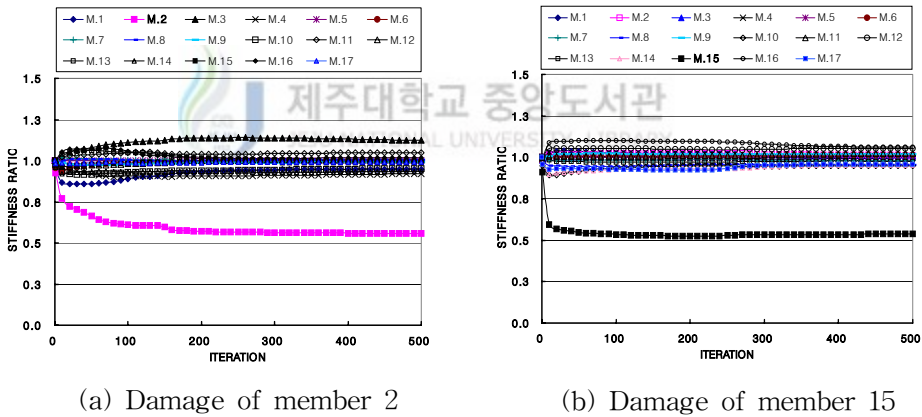 M.1 M.2 M.3 M.4 M.5 M.6
M.7 M.8 M.9 M.10 M.11 M.12
M.13 M.14 M.15 M.16 M.17
STIFFNESS RATIO
1.5
1.3
1.0
0.8
0.5
0.3
0.0
0 100 200 300 400 500
ITERATION
(a) Damage of member 2
M.1 M.2 M.3 M.4 M.5 M.6
M.7 M.8 M.9 M.10 M.11 M.12
M.13 M.14 M.15 M.16 M.17
STIFFNESS RATIO
1.5
1.3
1.0
0.8
0.5
0.3
0.0
0 100 200 300 400 500
ITERATION
(b) Damage of member 15
제주대학교 중앙도서관
NATIONAL UNIVERSITY LIBRARY